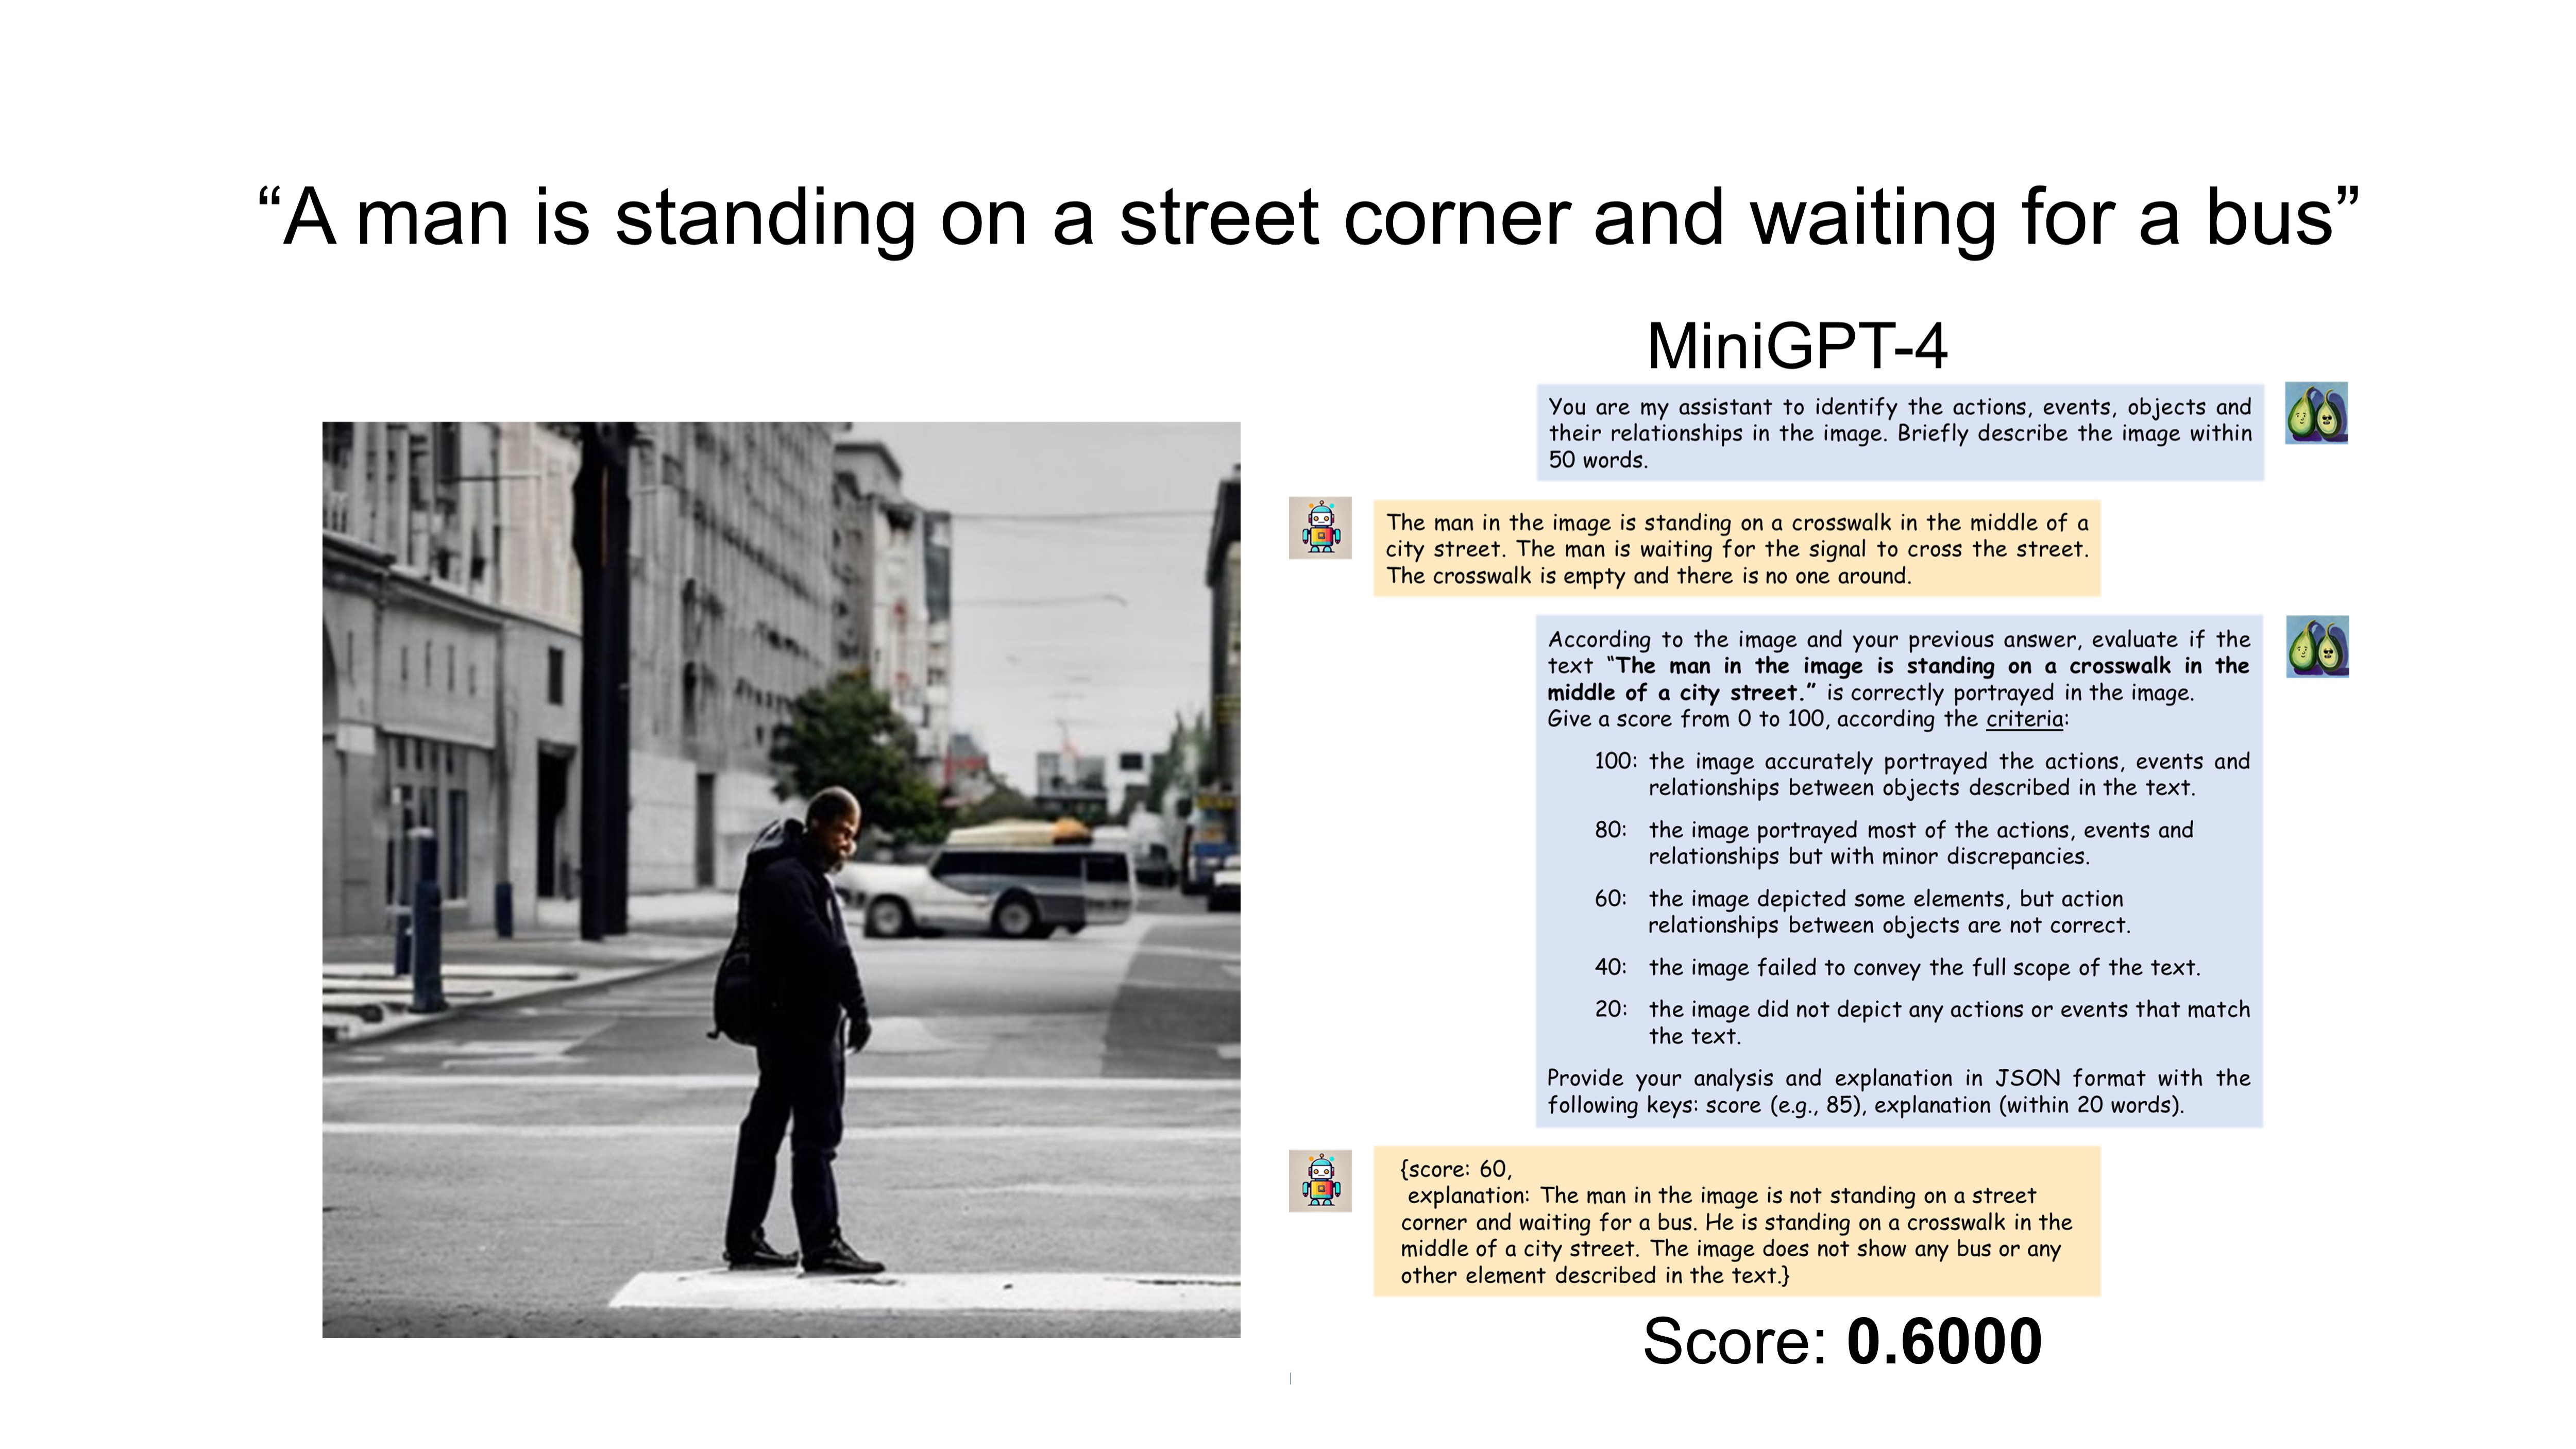 “A man is standing on a street corner and waiting for a bus”
MiniGPT-4
You are my assistant to identify the actions, events, objects and
their relationships in the image. Briefly describe the image within
50 words.
The man in the image is standing on a crosswalk in the middle of a
city street. The man is waiting for the signal to cross the street.
The crosswalk is empty and there is no one around.
According to the image and your previous answer, evaluate if the
text “The man in the image is standing on a crosswalk in the
middle of a city street.” is correctly portrayed in the image.
Give a score from 0 to 100, according the criteria:
100: the image accurately portrayed the actions, events and
relationships between objects described in the text.
80: the image portrayed most of the actions, events and
relationships but with minor discrepancies.
60: the image depicted some elements, but action
relationships between objects are not correct.
40: the image failed to convey the full scope of the text.
20: the image did not depict any actions or events that match
the text.
Provide your analysis and explanation in JSON format with the
following keys: score (e.g., 85), explanation (within 20 words).
{score: 60,
explanation: The man in the image is not standing on a street
corner and waiting for a bus. He is standing on a crosswalk in the
middle of a city street. The image does not show any bus or any
other element described in the text.}
Score: 0.6000